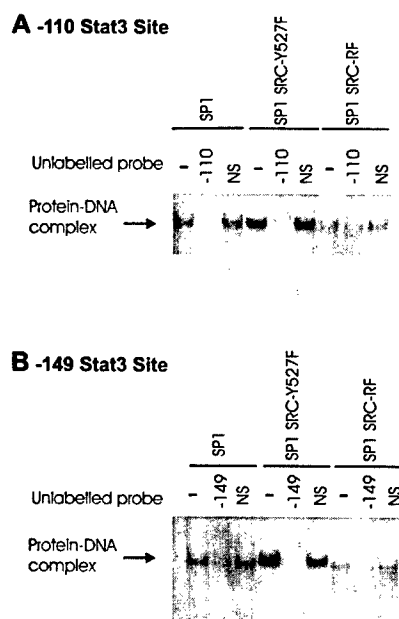 A -110 Stat3 Site
SP1
SP1 SRC-Y527F
SP1 SRC-RF
Unlabelled probe - -110 NS - -110 NS - -110 NS
Protein-DNA
complex
B -149 Stat3 Site
SP1
SP1 SRC-Y527F
SP1 SRC-RF
Unlabelled probe - -149 NS - -149 NS - -149 NS
Protein-DNA
complex